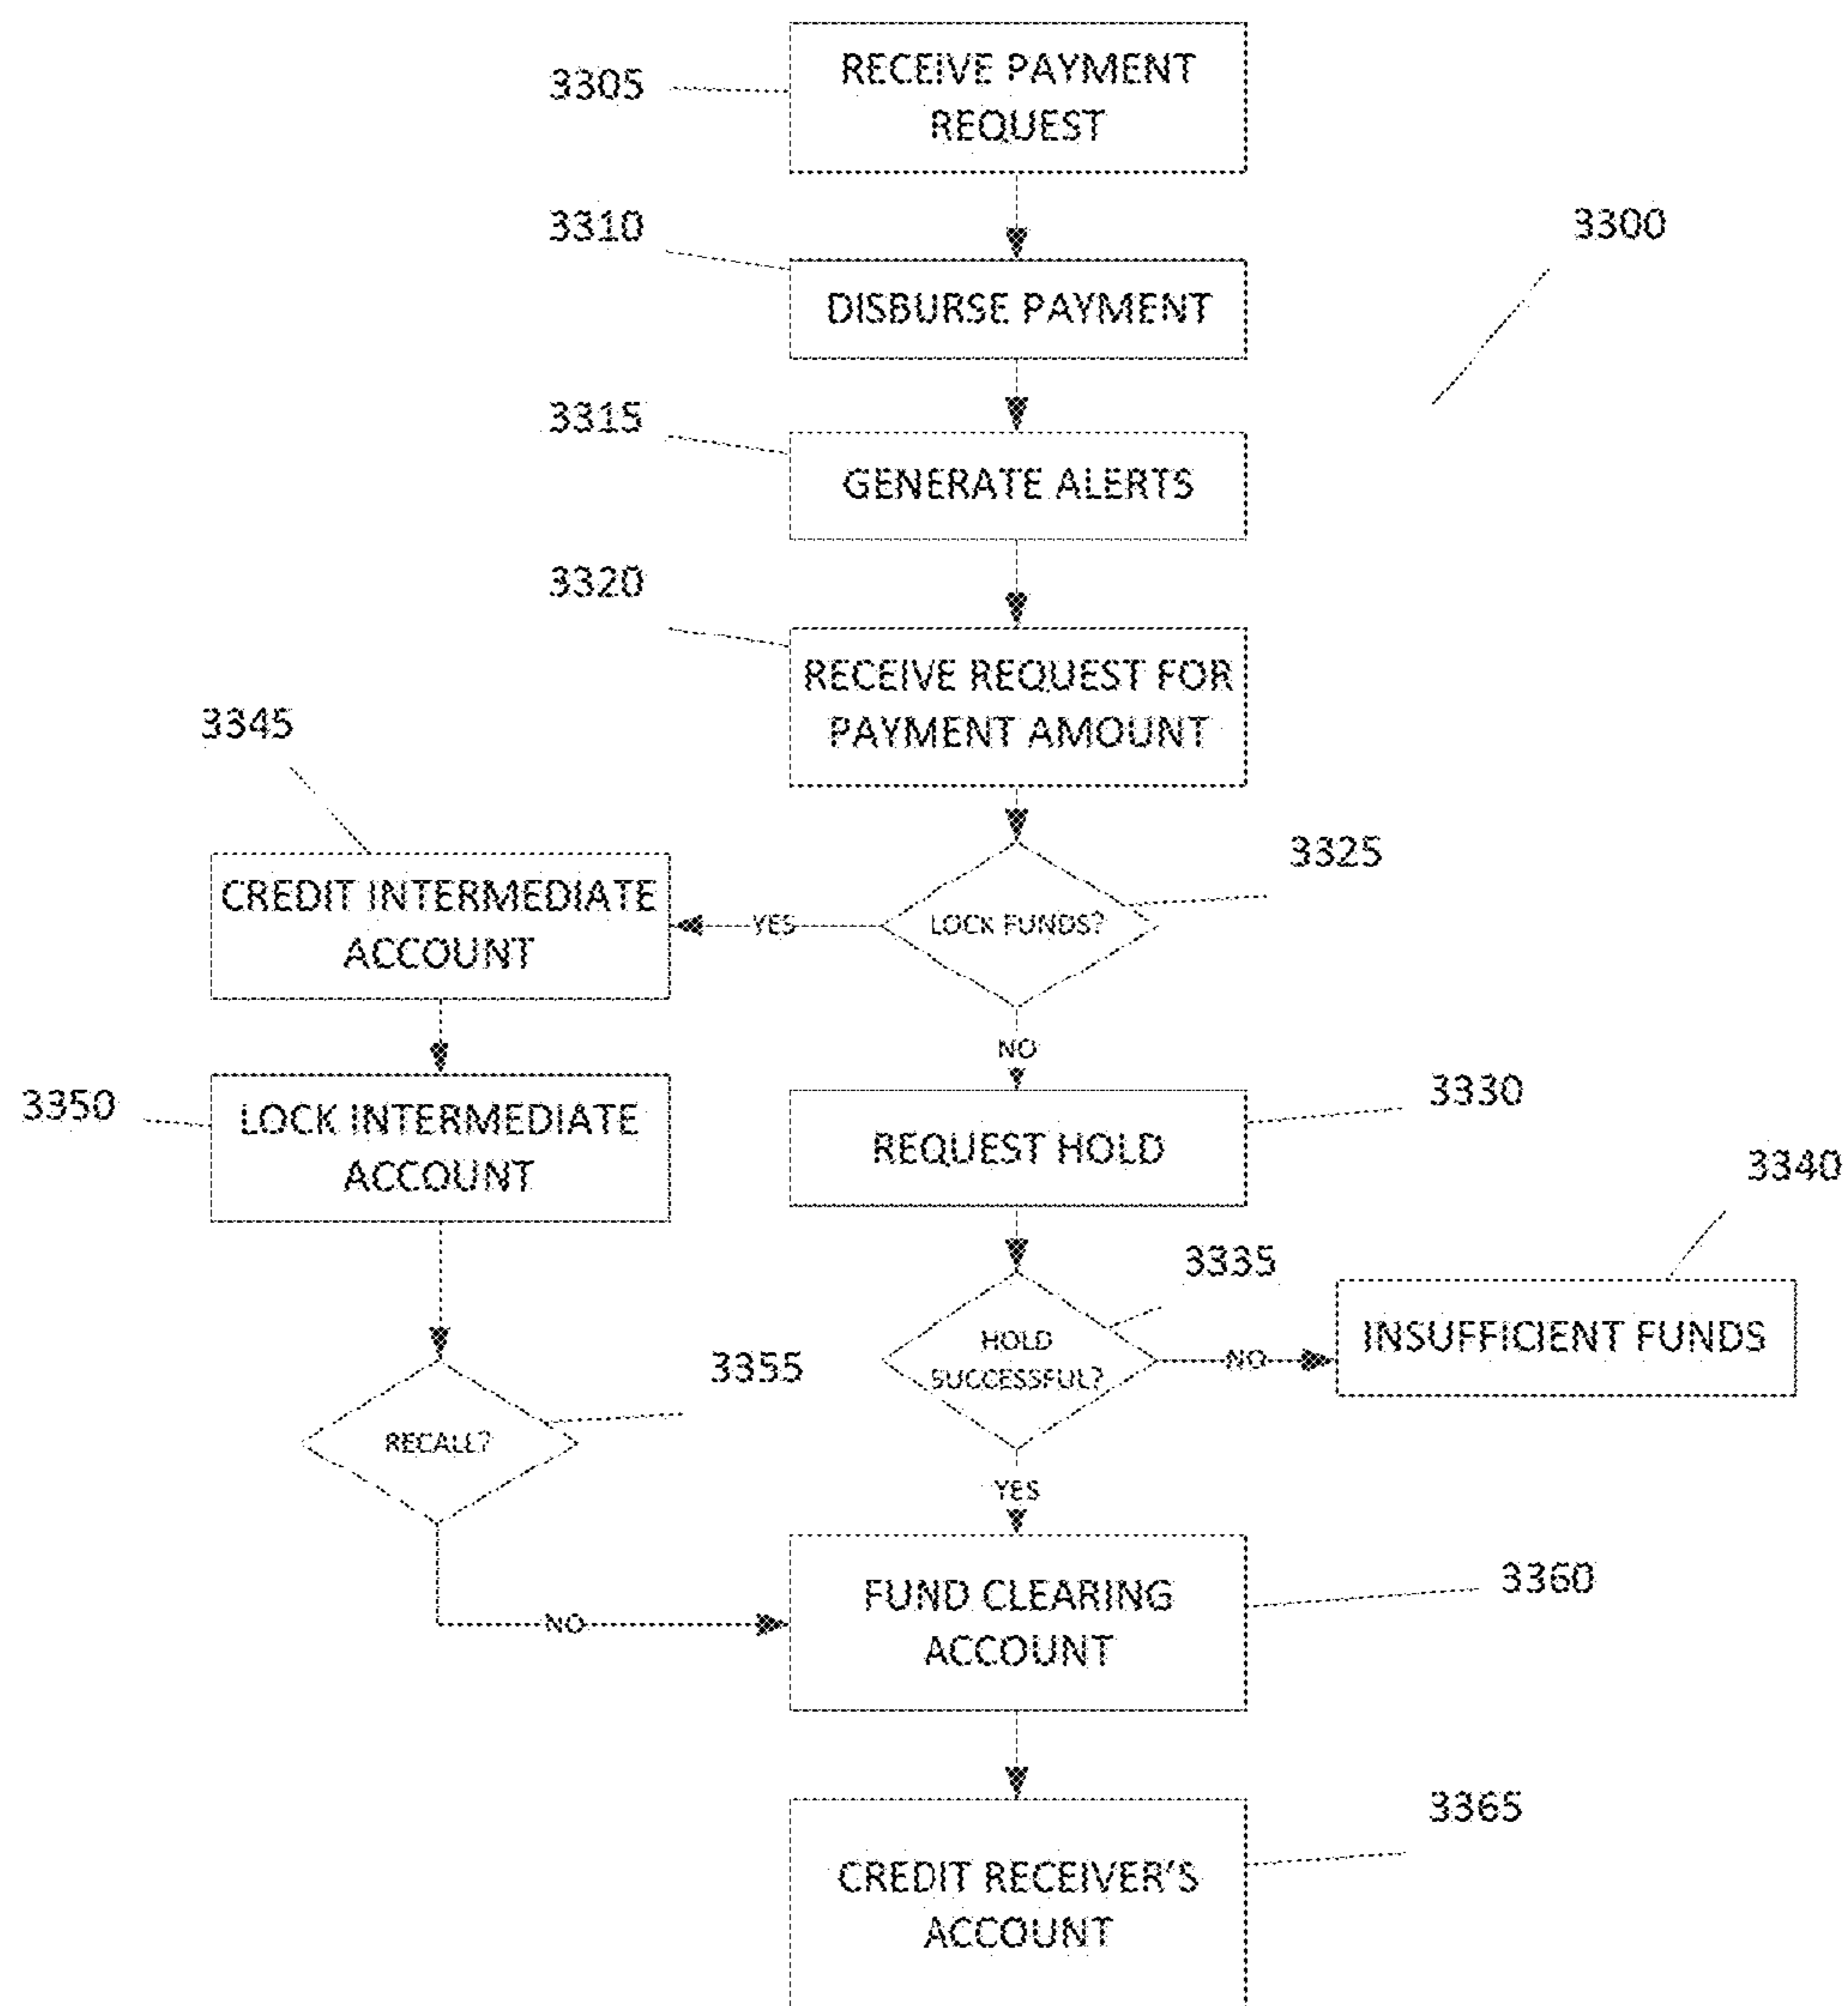 3305
RECEIVE PAYMENT
REQUEST
3310
3300
DISBURSE PAYMENT
3315
GENERATE ALERTS
3320
RECEIVE REQUEST FOR
PAYMENT AMOUNT
3345
3325
CREDIT INTERMEDIATE
ACCOUNT
YES
LOCK FUNDS?
NO
3350
LOCK INTERMEDIATE
ACCOUNT
3330
REQUEST HOLD
3340
3335
HOLD
SUCCESSFUL?
NO
INSUFFICIENT FUNDS
3355
RECALL?
YES
NO
FUND CLEARING
ACCOUNT
3360
3365
CREDIT RECEIVER'S
ACCOUNT